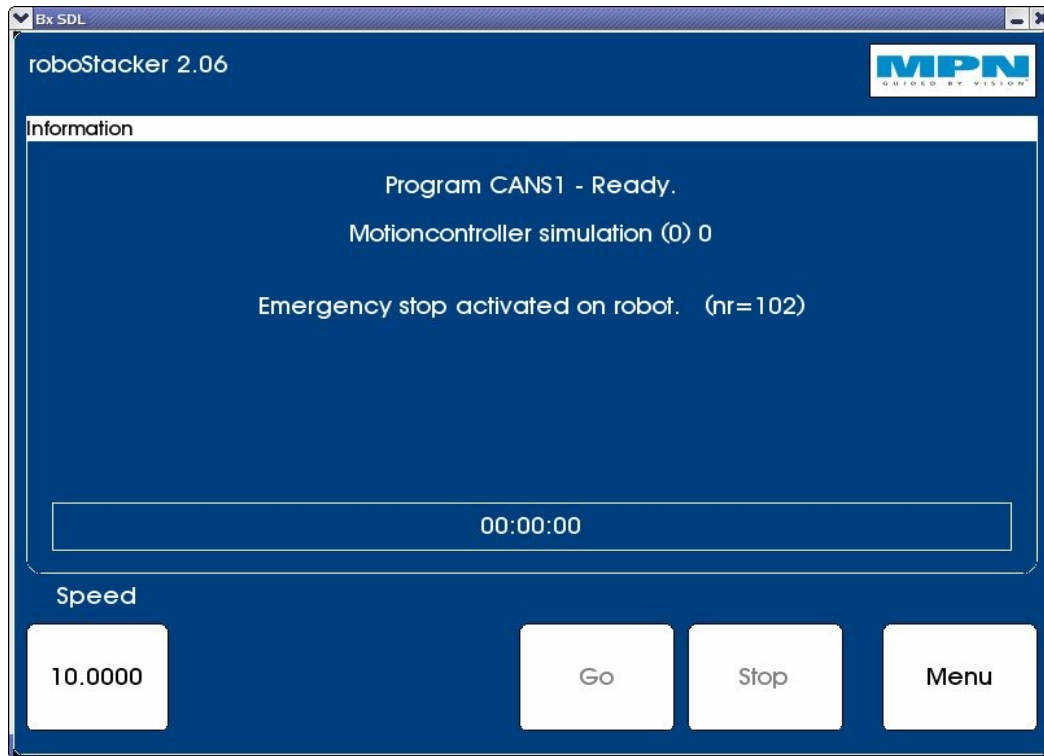 Bx SDL
roboStacker 2.06
MPN
GUIDED BY VISION
Information
Program CANS1 - Ready.
Motioncontroller simulation (0) 0
Emergency stop activated on robot. (nr=102)
00:00:00
Speed
10.0000
Go
Stop
Menu